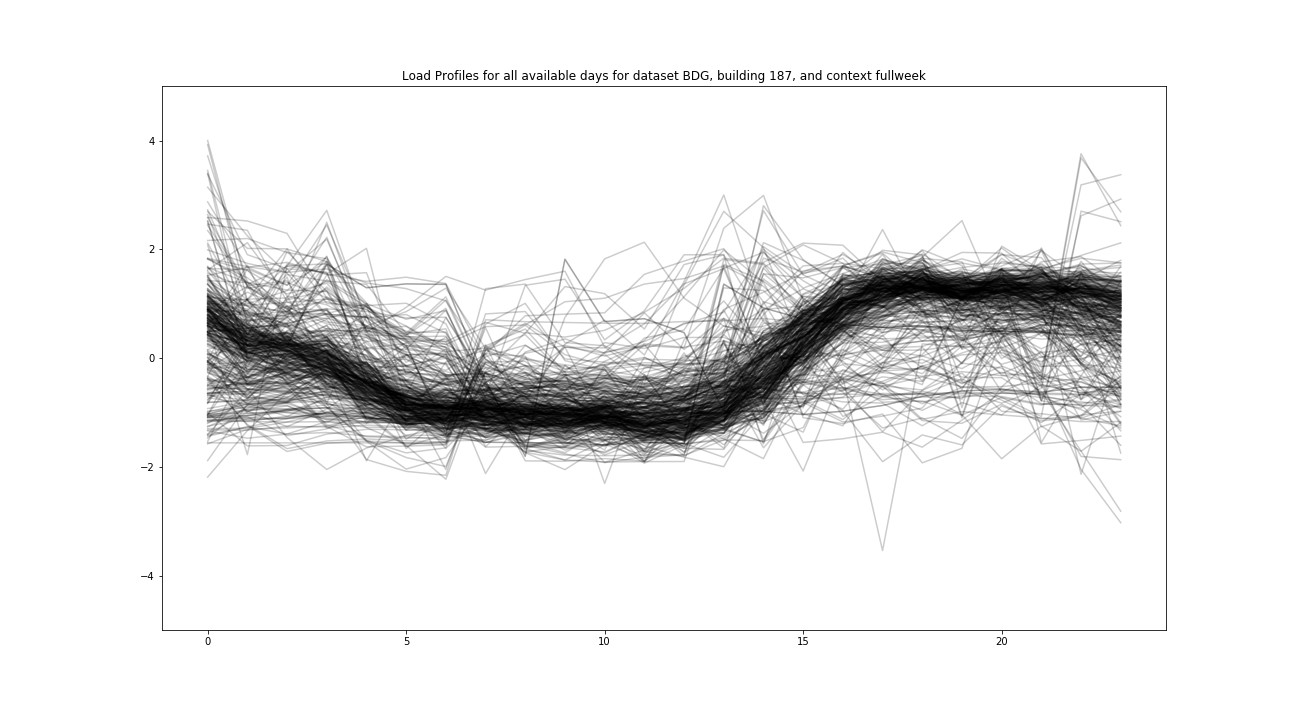 Load Profiles for all available days for dataset BDG, building 187, and context fullweek
4
2
0
−2
−4
0 5 10 15 20